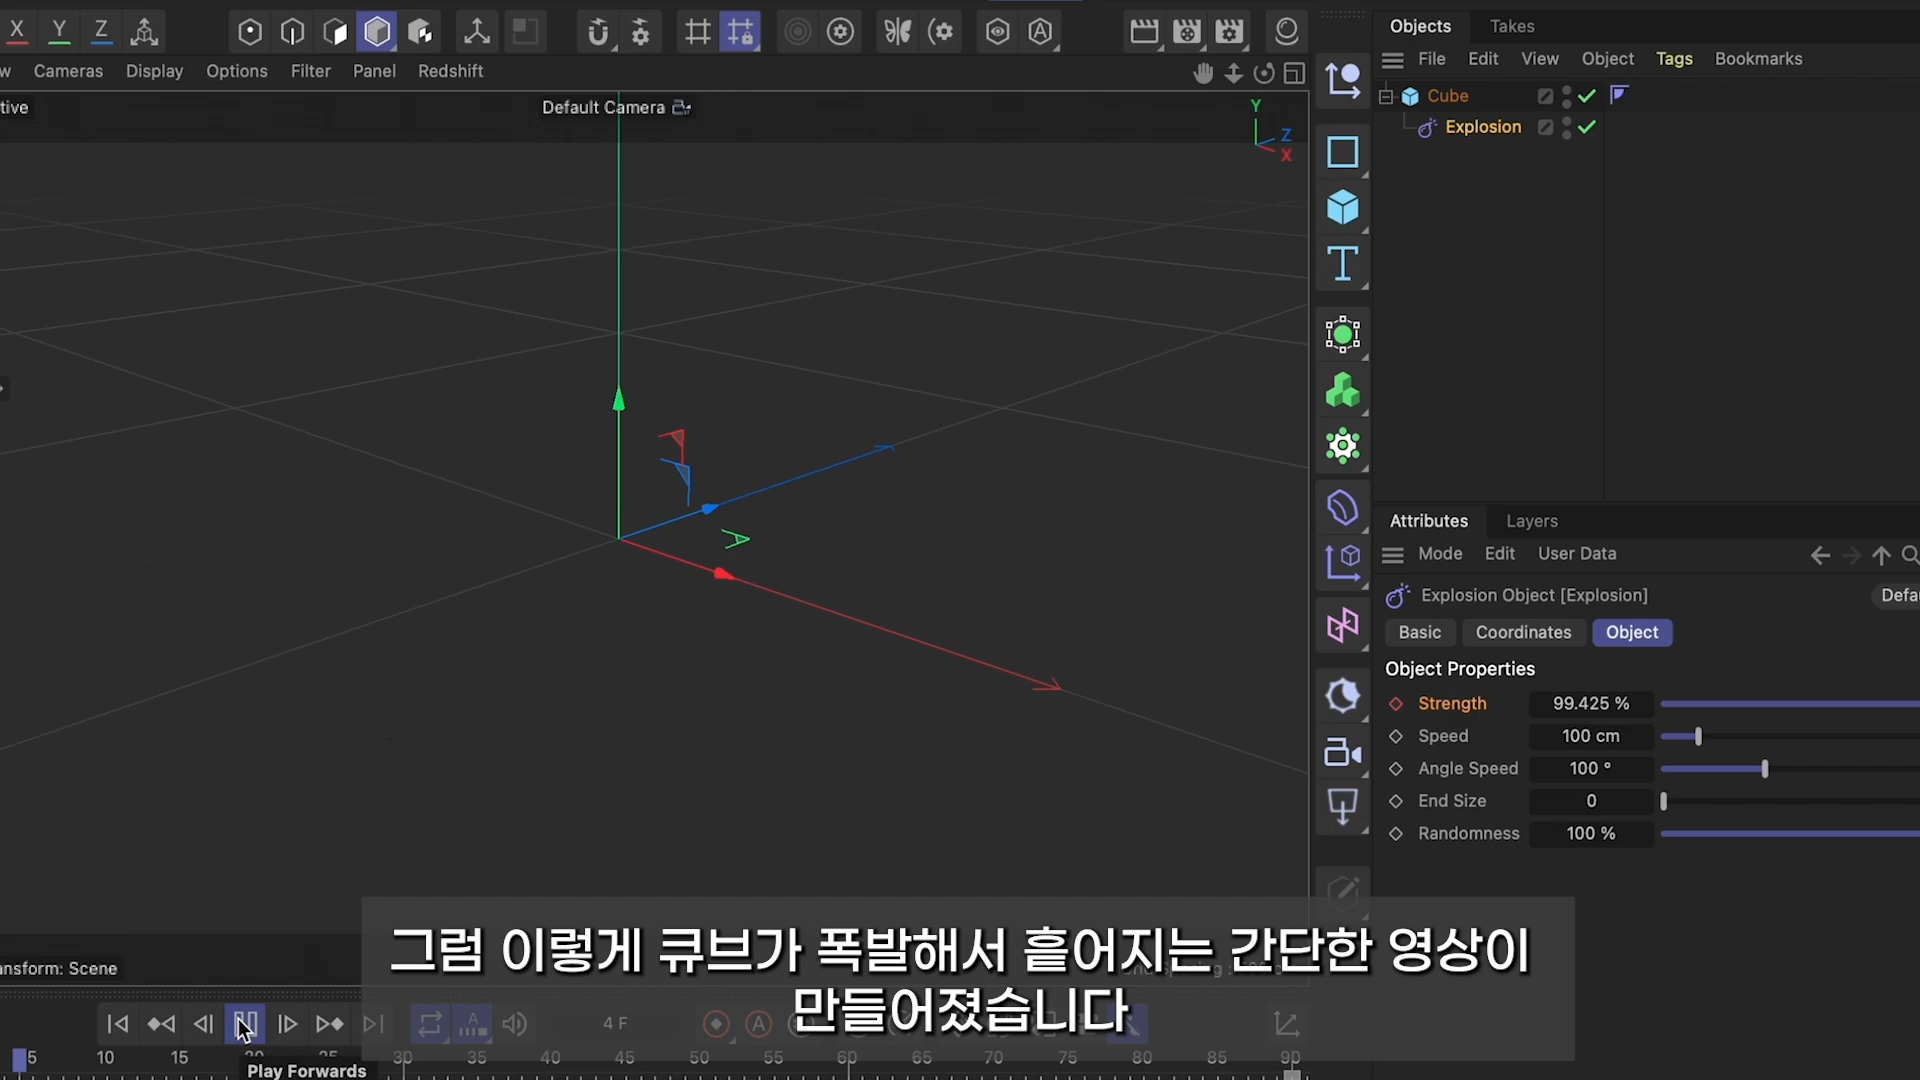 X Y Z
Objects Takes
w Cameras Display Options Filter Panel Redshift
File Edit View Object Tags Bookmarks
tive
Default Camera
Y
Z
X
Cube
Explosion
Attributes Layers
Mode Edit User Data
Explosion Object [Explosion]
Defau
Basic Coordinates Object
Object Properties
Strength 99.425 %
Speed 100 cm
Angle Speed 100 °
End Size 0
Randomness 100 %
그럼 이렇게 큐브가 폭발해서 흩어지는 간단한 영상이
만들어졌습니다
ansform: Scene
4 F
5 10 15 20 25 30 35 40 45 50 55 60 65 70 75 80 85 90
Play Forwards